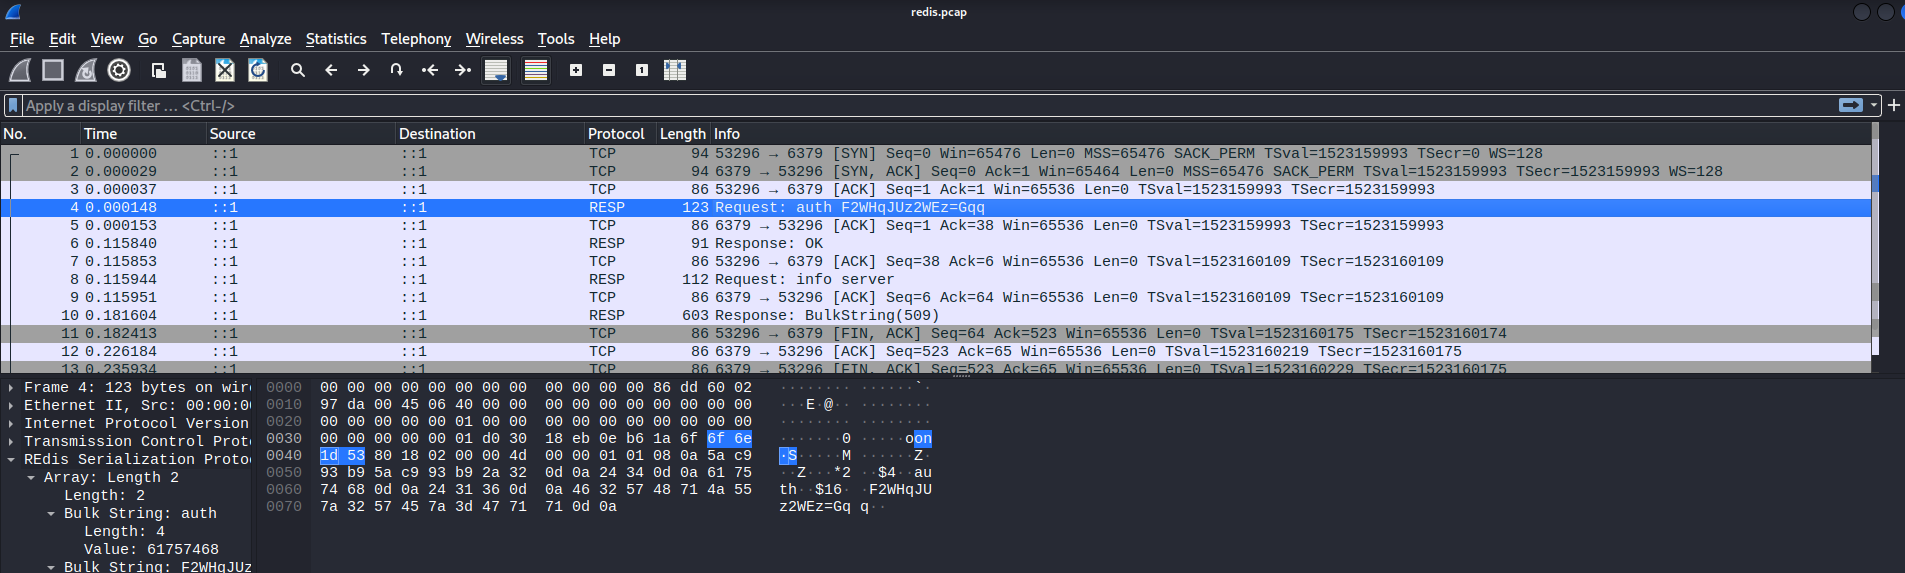 redis.pcap
File Edit View Go Capture Analyze Statistics Telephony Wireless Tools Help
Apply a display filter … <Ctrl-/>
No. Time Source Destination Protocol Length Info
1 0.000000 ::1 ::1 TCP 94 53296 → 6379 [SYN] Seq=0 Win=65476 Len=0 MSS=65476 SACK_PERM TSval=1523159993 TSecr=0 WS=128
2 0.000029 ::1 ::1 TCP 94 6379 → 53296 [SYN, ACK] Seq=0 Ack=1 Win=65464 Len=0 MSS=65476 SACK_PERM TSval=1523159993 TSecr=1523159993 WS=128
3 0.000037 ::1 ::1 TCP 86 53296 → 6379 [ACK] Seq=1 Ack=1 Win=65536 Len=0 TSval=1523159993 TSecr=1523159993
4 0.000148 ::1 ::1 RESP 123 Request: auth F2WHqJUz2WEz=Gqq
5 0.000153 ::1 ::1 TCP 86 6379 → 53296 [ACK] Seq=1 Ack=38 Win=65536 Len=0 TSval=1523159993 TSecr=1523159993
6 0.115840 ::1 ::1 RESP 91 Response: OK
7 0.115853 ::1 ::1 TCP 86 53296 → 6379 [ACK] Seq=38 Ack=6 Win=65536 Len=0 TSval=1523160109 TSecr=1523160109
8 0.115944 ::1 ::1 RESP 112 Request: info server
9 0.115951 ::1 ::1 TCP 86 6379 → 53296 [ACK] Seq=6 Ack=64 Win=65536 Len=0 TSval=1523160109 TSecr=1523160109
10 0.181604 ::1 ::1 RESP 603 Response: BulkString(509)
11 0.182413 ::1 ::1 TCP 86 53296 → 6379 [FIN, ACK] Seq=64 Ack=523 Win=65536 Len=0 TSval=1523160175 TSecr=1523160174
12 0.226184 ::1 ::1 TCP 86 6379 → 53296 [ACK] Seq=523 Ack=65 Win=65536 Len=0 TSval=1523160219 TSecr=1523160175
13 0.235934 ::1 ::1 TCP 86 6379 → 53296 [FIN, ACK] Seq=523 Ack=65 Win=65536 Len=0 TSval=1523160229 TSecr=1523160175
Frame 4: 123 bytes on wire
Ethernet II, Src: 00:00:00
Internet Protocol Version
Transmission Control Proto
REdis Serialization Proto
Array: Length 2
Length: 2
Bulk String: auth
Length: 4
Value: 61757468
Bulk String: F2WHqJUz
0000 00 00 00 00 00 00 00 00 00 00 00 00 86 dd 60 02 ········ ······`·
0010 97 da 00 45 06 40 00 00 00 00 00 00 00 00 00 00 ···E·@·· ········
0020 00 00 00 00 00 01 00 00 00 00 00 00 00 00 00 00 ········ ········
0030 00 00 00 00 00 01 d0 30 18 eb 0e b6 1a 6f 6f 6e ·······0 ·····oon
0040 1d 53 80 18 02 00 00 4d 00 00 01 01 08 0a 5a c9 ·S·····M ······Z·
0050 93 b9 5a c9 93 b9 2a 32 0d 0a 24 34 0d 0a 61 75 ··Z···*2 ··$4··au
0060 74 68 0d 0a 24 31 36 0d 0a 46 32 57 48 71 4a 55 th··$16· ·F2WHqJU
0070 7a 32 57 45 7a 3d 47 71 71 0d 0a z2WEz=Gq q··